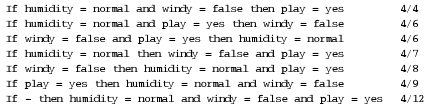 If humidity = normal and windy = false then play = yes 4/4
If humidity = normal and play = yes then windy = false 4/6
If windy = false and play = yes then humidity = normal 4/6
If humidity = normal then windy = false and play = yes 4/7
If windy = false then humidity = normal and play = yes 4/8
If play = yes then humidity = normal and windy = false 4/9
If - then humidity = normal and windy = false and play = yes 4/12